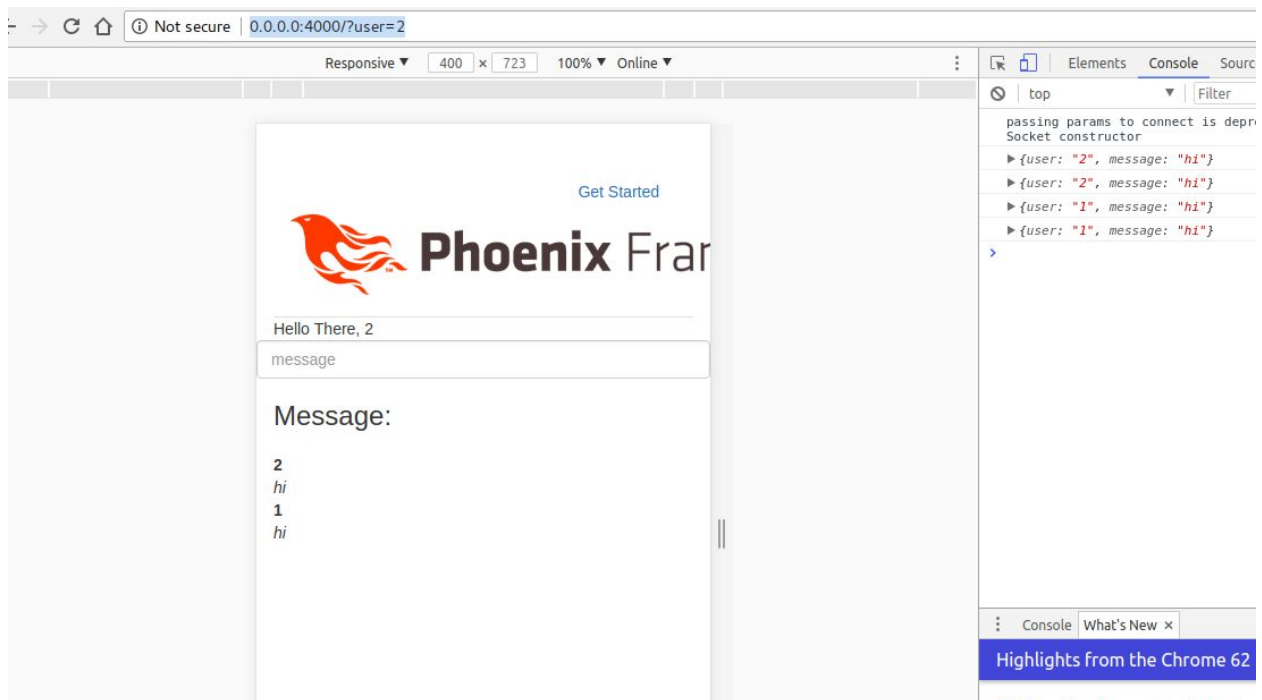 Not secure 0.0.0.0:4000/?user=2
Responsive 400 × 723 100% Online
Elements Console Sourc
top Filter
passing params to connect is depr
Socket constructor
{user: "2", message: "hi"}
{user: "2", message: "hi"}
{user: "1", message: "hi"}
{user: "1", message: "hi"}
Get Started
Phoenix Fran
Hello There, 2
message
Message:
2
hi
1
hi
Console What's New ×
Highlights from the Chrome 62